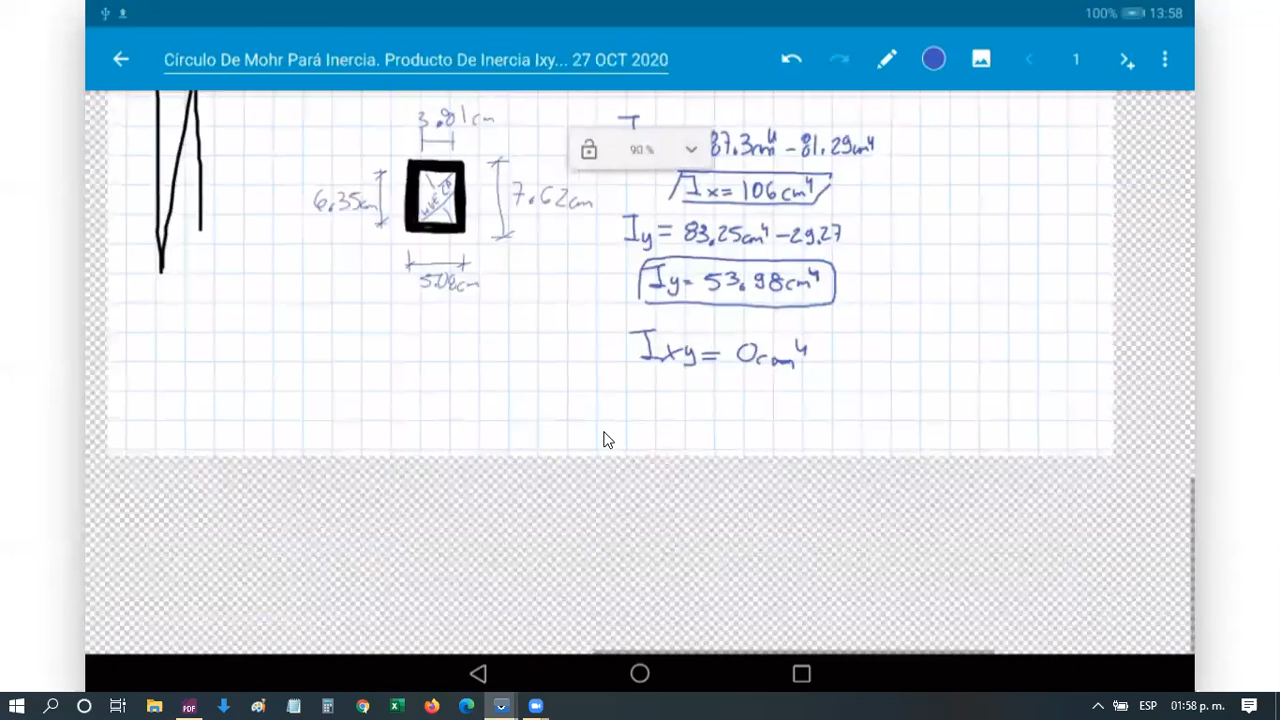 100% 13:58
Círculo De Mohr Pará Inercia. Producto De Inercia Ixy... 27 OCT 2020
1
3.81cm
90 %
87.3cm⁴ - 81.29cm⁴
6.35cm
HUECO
7.62cm
Ix = 106cm⁴
Iy = 83.25cm⁴ - 29.27
5.08cm
Iy = 53.98cm⁴
Ixy = 0cm⁴
ESP 01:58 p. m.